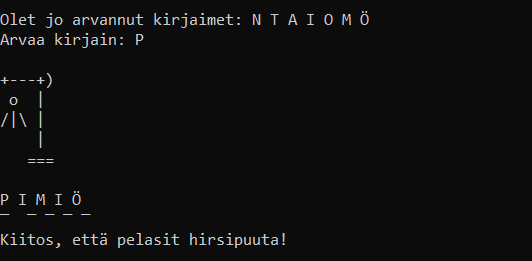 Olet jo arvannut kirjaimet: N T A I O M Ö
Arvaa kirjain: P
+---+)
 o  |
/|\ |
    |
   ===
P I M I Ö
_ _ _ _ _
Kiitos, että pelasit hirsipuuta!